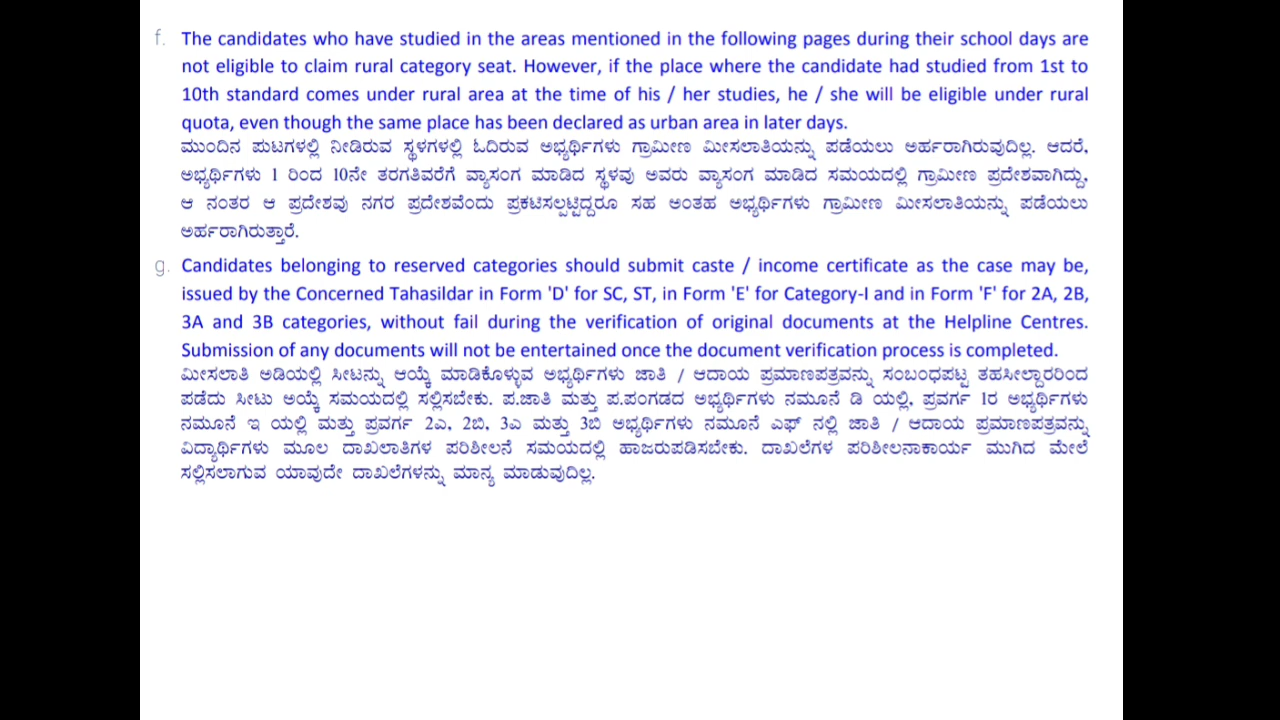 f. The candidates who have studied in the areas mentioned in the following pages during their school days are
not eligible to claim rural category seat. However, if the place where the candidate had studied from 1st to
10th standard comes under rural area at the time of his / her studies, he / she will be eligible under rural
quota, even though the same place has been declared as urban area in later days.
ಮುಂದಿನ ಪುಟಗಳಲ್ಲಿ ನೀಡಿರುವ ಸ್ಥಳಗಳಲ್ಲಿ ಓದಿರುವ ಅಭ್ಯರ್ಥಿಗಳು ಗ್ರಾಮೀಣ ಮೀಸಲಾತಿಯನ್ನು ಪಡೆಯಲು ಅರ್ಹರಾಗಿರುವುದಿಲ್ಲ. ಆದರೆ,
ಅಭ್ಯರ್ಥಿಗಳು 1 ರಿಂದ 10ನೇ ತರಗತಿವರೆಗೆ ವ್ಯಾಸಂಗ ಮಾಡಿದ ಸ್ಥಳವು ಅವರು ವ್ಯಾಸಂಗ ಮಾಡಿದ ಸಮಯದಲ್ಲಿ ಗ್ರಾಮೀಣ ಪ್ರದೇಶವಾಗಿದ್ದು,
ಆ ನಂತರ ಆ ಪ್ರದೇಶವು ನಗರ ಪ್ರದೇಶವೆಂದು ಪ್ರಕಟಿಸಲ್ಪಟ್ಟಿದ್ದರೂ ಸಹ ಅಂತಹ ಅಭ್ಯರ್ಥಿಗಳು ಗ್ರಾಮೀಣ ಮೀಸಲಾತಿಯನ್ನು ಪಡೆಯಲು
ಅರ್ಹರಾಗಿರುತ್ತಾರೆ.
g. Candidates belonging to reserved categories should submit caste / income certificate as the case may be,
issued by the Concerned Tahasildar in Form 'D' for SC, ST, in Form 'E' for Category-I and in Form 'F' for 2A, 2B,
3A and 3B categories, without fail during the verification of original documents at the Helpline Centres.
Submission of any documents will not be entertained once the document verification process is completed.
ಮೀಸಲಾತಿ ಅಡಿಯಲ್ಲಿ ಸೀಟನ್ನು ಆಯ್ಕೆ ಮಾಡಿಕೊಳ್ಳುವ ಅಭ್ಯರ್ಥಿಗಳು ಜಾತಿ / ಆದಾಯ ಪ್ರಮಾಣಪತ್ರವನ್ನು ಸಂಬಂಧಪಟ್ಟ ತಹಸೀಲ್ದಾರರಿಂದ
ಪಡೆದು ಸೀಟು ಅಯ್ಕೆ ಸಮಯದಲ್ಲಿ ಸಲ್ಲಿಸಬೇಕು. ಪ.ಜಾತಿ ಮತ್ತು ಪ.ಪಂಗಡದ ಅಭ್ಯರ್ಥಿಗಳು ನಮೂನೆ ಡಿ ಯಲ್ಲಿ, ಪ್ರವರ್ಗ 1ರ ಅಭ್ಯರ್ಥಿಗಳು
ನಮೂನೆ ಇ ಯಲ್ಲಿ ಮತ್ತು ಪ್ರವರ್ಗ 2ಎ, 2ಬಿ, 3ಎ ಮತ್ತು 3ಬಿ ಅಭ್ಯರ್ಥಿಗಳು ನಮೂನೆ ಎಫ್ ನಲ್ಲಿ ಜಾತಿ / ಆದಾಯ ಪ್ರಮಾಣಪತ್ರವನ್ನು
ವಿದ್ಯಾರ್ಥಿಗಳು ಮೂಲ ದಾಖಲಾತಿಗಳ ಪರಿಶೀಲನೆ ಸಮಯದಲ್ಲಿ ಹಾಜರುಪಡಿಸಬೇಕು. ದಾಖಲೆಗಳ ಪರಿಶೀಲನಾಕಾರ್ಯ ಮುಗಿದ ಮೇಲೆ
ಸಲ್ಲಿಸಲಾಗುವ ಯಾವುದೇ ದಾಖಲೆಗಳನ್ನು ಮಾನ್ಯ ಮಾಡುವುದಿಲ್ಲ.